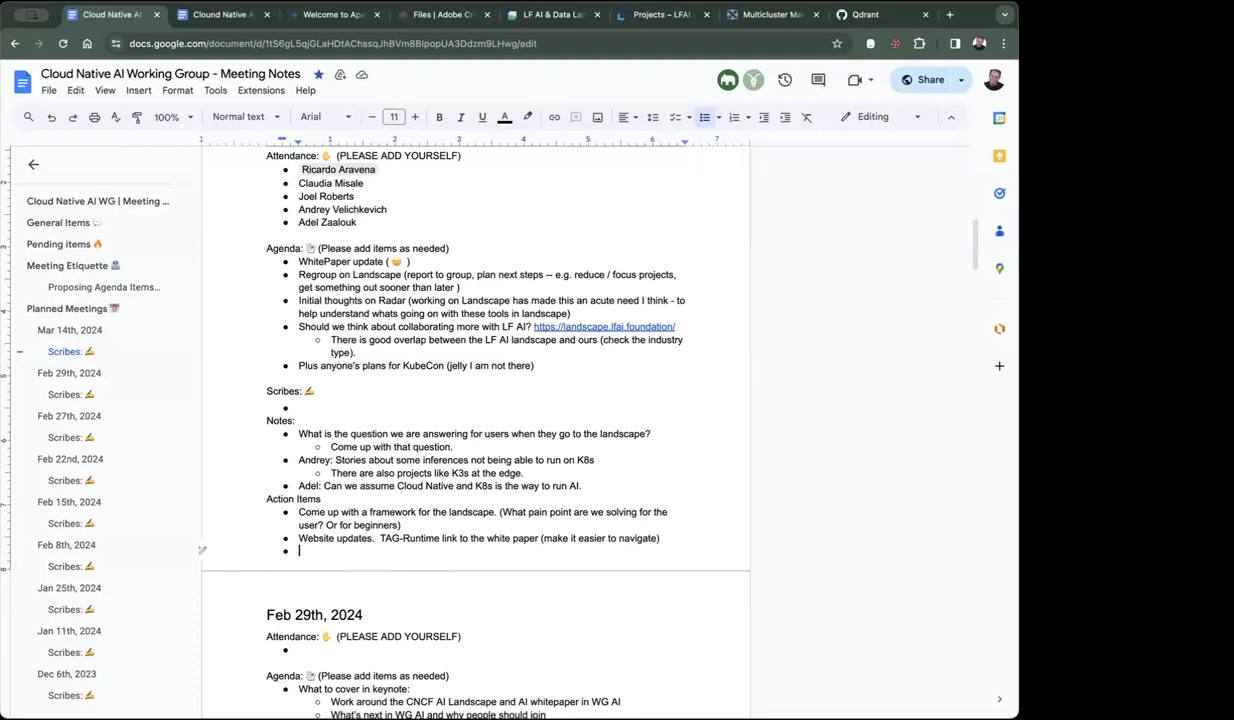 Cloud Native A
Clound Native A
Welcome to Apa
Files | Adobe Cr
LF AI & Data Lan
Projects – LFAI
Multicluster Ma
Qdrant
docs.google.com/document/d/1tS6gL5qjGLaHDtAChssqJhBVm8BIpopUA3Ddzm9LHwg/edit
Cloud Native AI Working Group - Meeting Notes
File Edit View Insert Format Tools Extensions Help
Share
100% Normal text Arial 11 Editing
1 1 2 3 4 5 6 7
Cloud Native AI WG | Meeting ...
General Items 💬
Pending items 🔥
Meeting Etiquette
Proposing Agenda Items...
Planned Meetings 📅
Mar 14th, 2024
Scribes: ✍️
Feb 29th, 2024
Scribes: ✍️
Feb 27th, 2024
Scribes: ✍️
Feb 22nd, 2024
Scribes: ✍️
Feb 15th, 2024
Scribes: ✍️
Feb 8th, 2024
Scribes: ✍️
Jan 25th, 2024
Scribes: ✍️
Jan 11th, 2024
Scribes: ✍️
Dec 6th, 2023
Scribes: ✍️
Attendance: ✋ (PLEASE ADD YOURSELF)
● Ricardo Aravena
● Claudia Misale
● Joel Roberts
● Andrey Velichkevich
● Adel Zaalouk
Agenda: 📄 (Please add items as needed)
● WhitePaper update ( 😊 )
● Regroup on Landscape (report to group, plan next steps -- e.g. reduce / focus projects,
get something out sooner than later )
● Initial thoughts on Radar (working on Landscape has made this an acute need I think - to
help understand whats going on with these tools in landscape)
● Should we think about collaborating more with LF AI? https://landscape.lfai.foundation/
○ There is good overlap between the LF AI landscape and ours (check the industry
type).
● Plus anyone's plans for KubeCon (jelly I am not there)
Scribes: ✍️
●
Notes:
● What is the question we are answering for users when they go to the landscape?
○ Come up with that question.
● Andrey: Stories about some inferences not being able to run on K8s
○ There are also projects like K3s at the edge.
● Adel: Can we assume Cloud Native and K8s is the way to run AI.
Action Items
● Come up with a framework for the landscape. (What pain point are we solving for the
user? Or for beginners)
● Website updates.  TAG-Runtime link to the white paper (make it easier to navigate)
●
Feb 29th, 2024
Attendance: ✋ (PLEASE ADD YOURSELF)
●
Agenda: 📄 (Please add items as needed)
● What to cover in keynote:
○ Work around the CNCF AI Landscape and AI whitepaper in WG AI
○ What's next in WG AI and why people should join